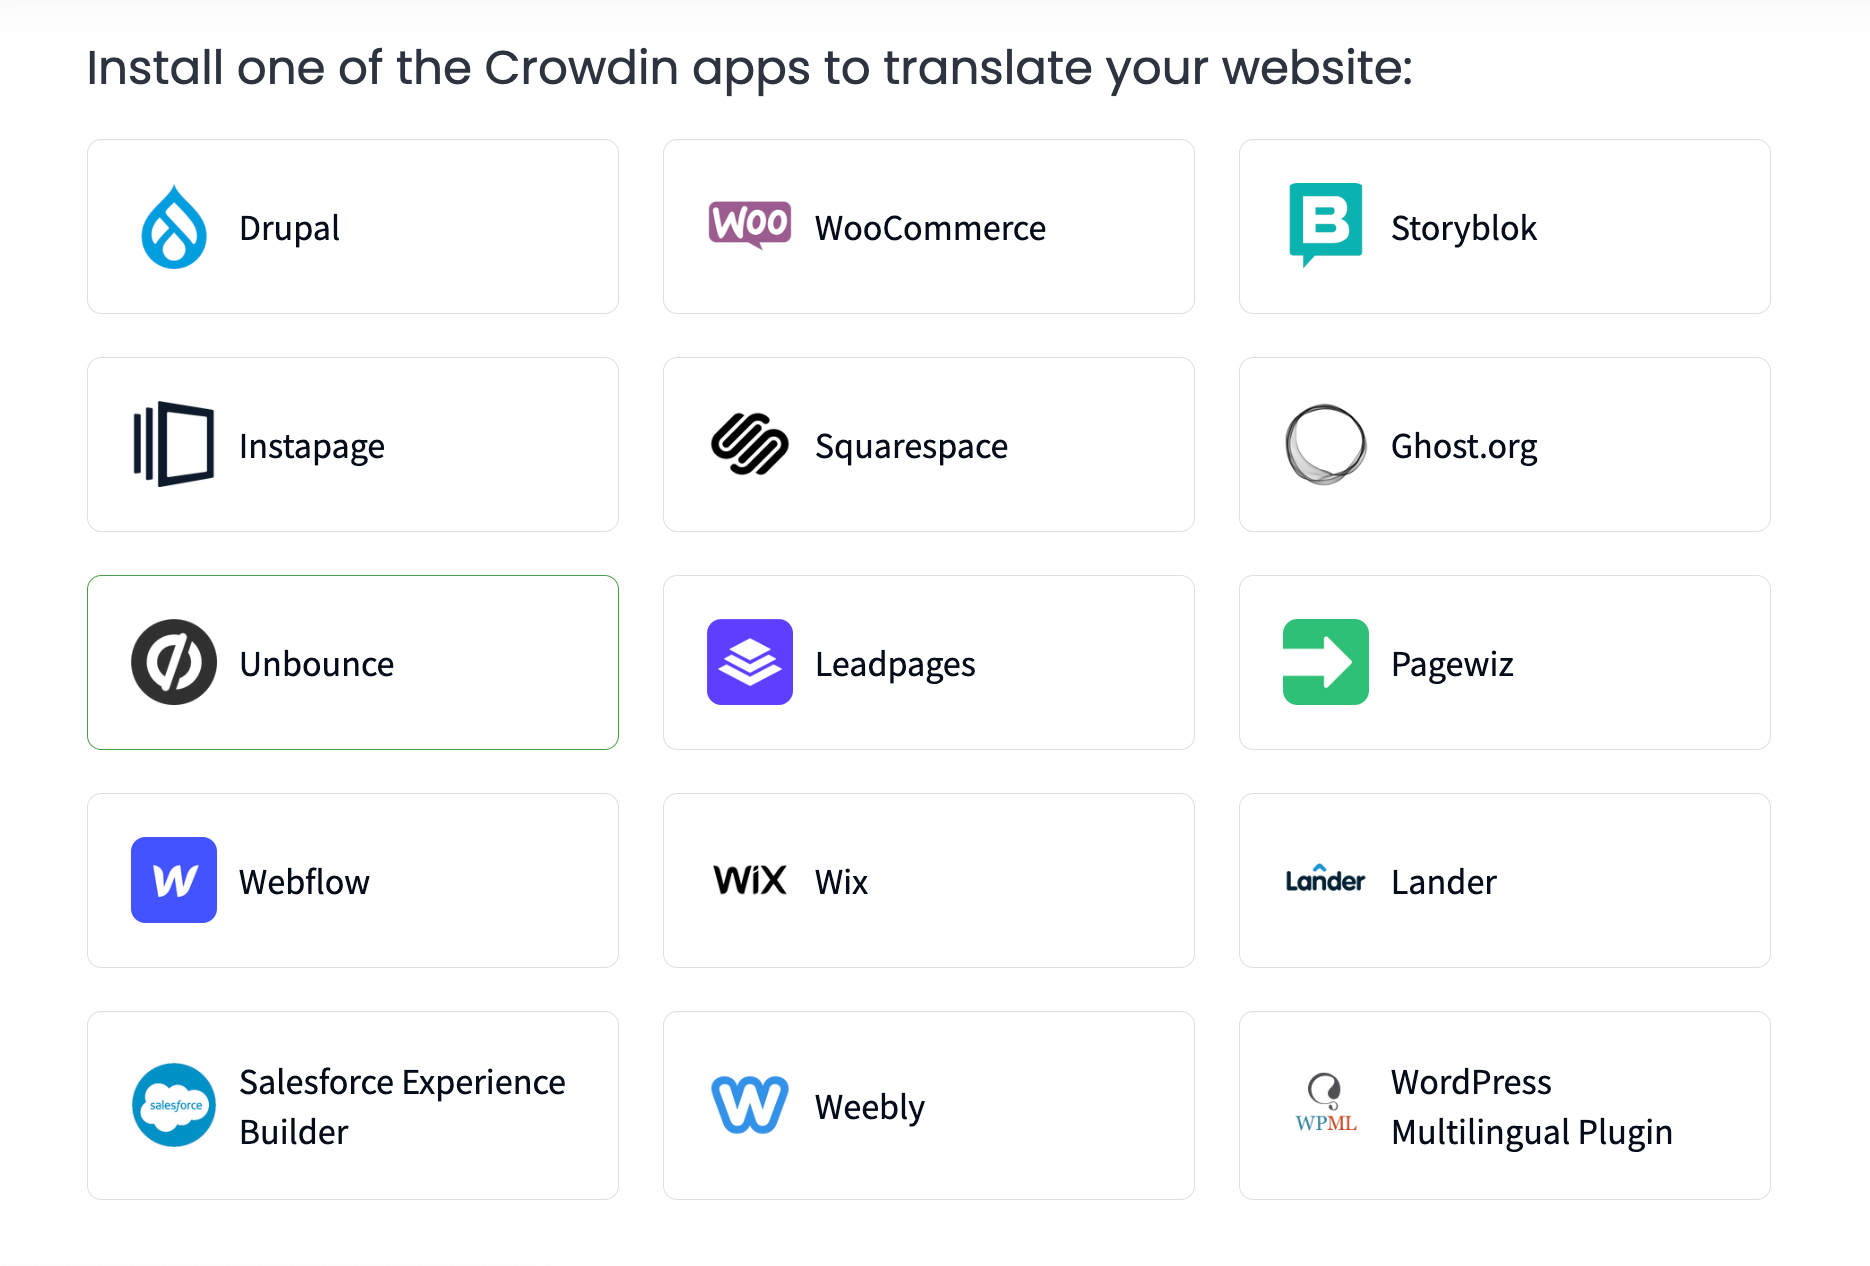 Install one of the Crowdin apps to translate your website:
Drupal
WOO
WooCommerce
B
Storyblok
Instapage
Squarespace
Ghost.org
Unbounce
Leadpages
Pagewiz
W
Webflow
WiX
Wix
Lander
Lander
salesforce
Salesforce Experience
Builder
W
Weebly
WPML
WordPress
Multilingual Plugin